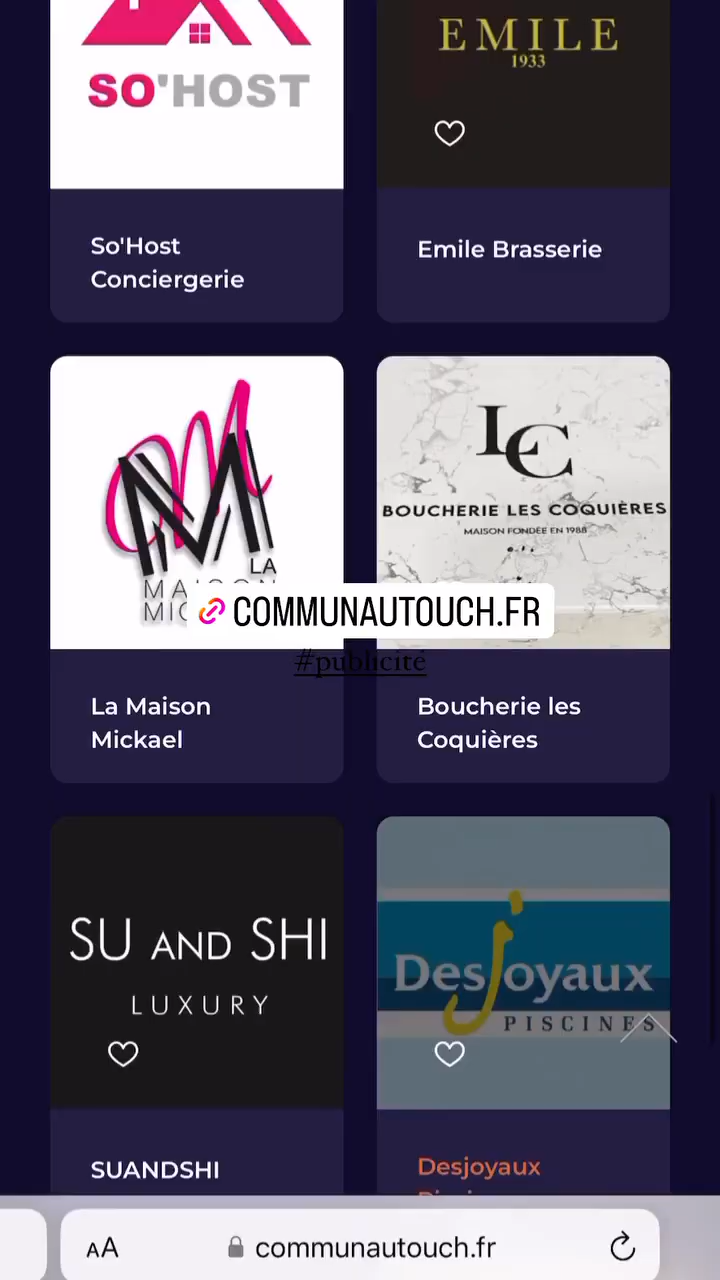 SO'HOST
EMILE
1933
So'Host
Conciergerie
Emile Brasserie
LA
LC
BOUCHERIE LES COQUIÈRES
MAISON FONDÉE EN 1988
COMMUNAUTOUCH.FR
#publicité
La Maison
Mickael
Boucherie les
Coquières
SU AND SHI
LUXURY
Desjoyaux
PISCINES
SUANDSHI
Desjoyaux
communautouch.fr
AA